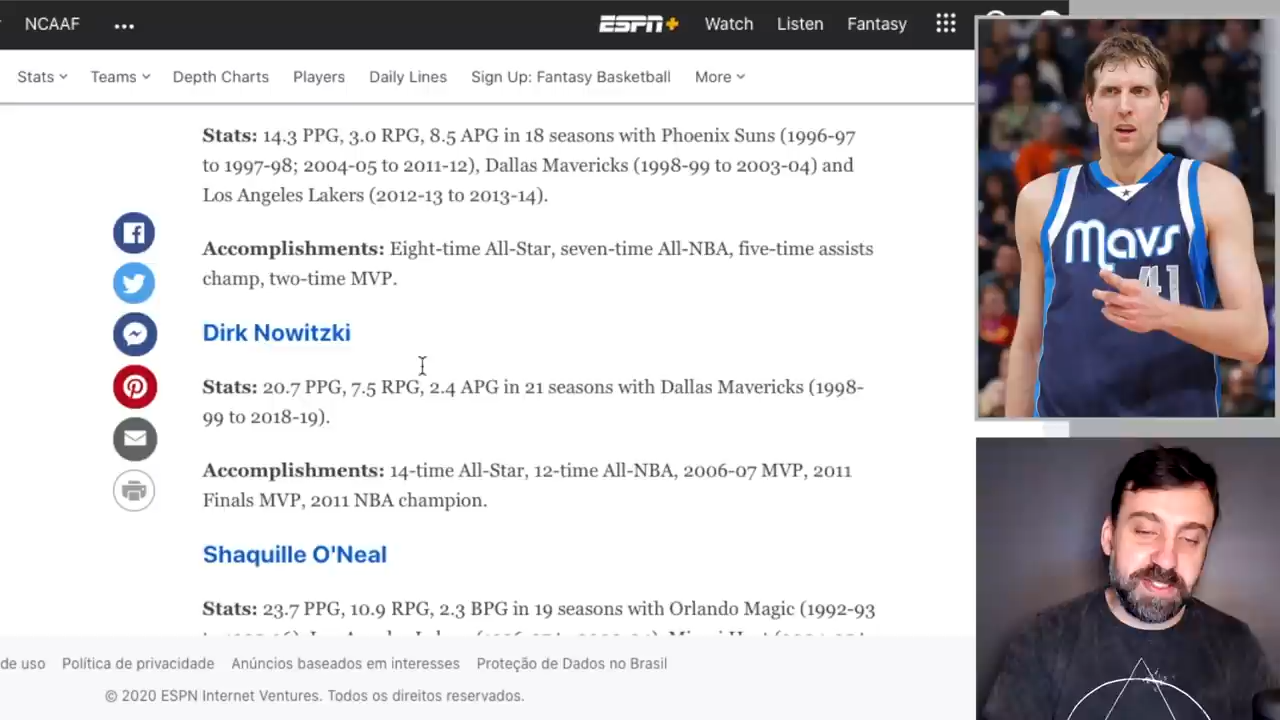 NCAAF
ESPN+ Watch Listen Fantasy
Stats Teams Depth Charts Players Daily Lines Sign Up: Fantasy Basketball More
Stats: 14.3 PPG, 3.0 RPG, 8.5 APG in 18 seasons with Phoenix Suns (1996-97
to 1997-98; 2004-05 to 2011-12), Dallas Mavericks (1998-99 to 2003-04) and
Los Angeles Lakers (2012-13 to 2013-14).
Accomplishments: Eight-time All-Star, seven-time All-NBA, five-time assists
champ, two-time MVP.
Dirk Nowitzki
Stats: 20.7 PPG, 7.5 RPG, 2.4 APG in 21 seasons with Dallas Mavericks (1998-
99 to 2018-19).
Accomplishments: 14-time All-Star, 12-time All-NBA, 2006-07 MVP, 2011
Finals MVP, 2011 NBA champion.
Shaquille O'Neal
Stats: 23.7 PPG, 10.9 RPG, 2.3 BPG in 19 seasons with Orlando Magic (1992-93
de uso Política de privacidade Anúncios baseados em interesses Proteção de Dados no Brasil
© 2020 ESPN Internet Ventures. Todos os direitos reservados.
Mavs
41